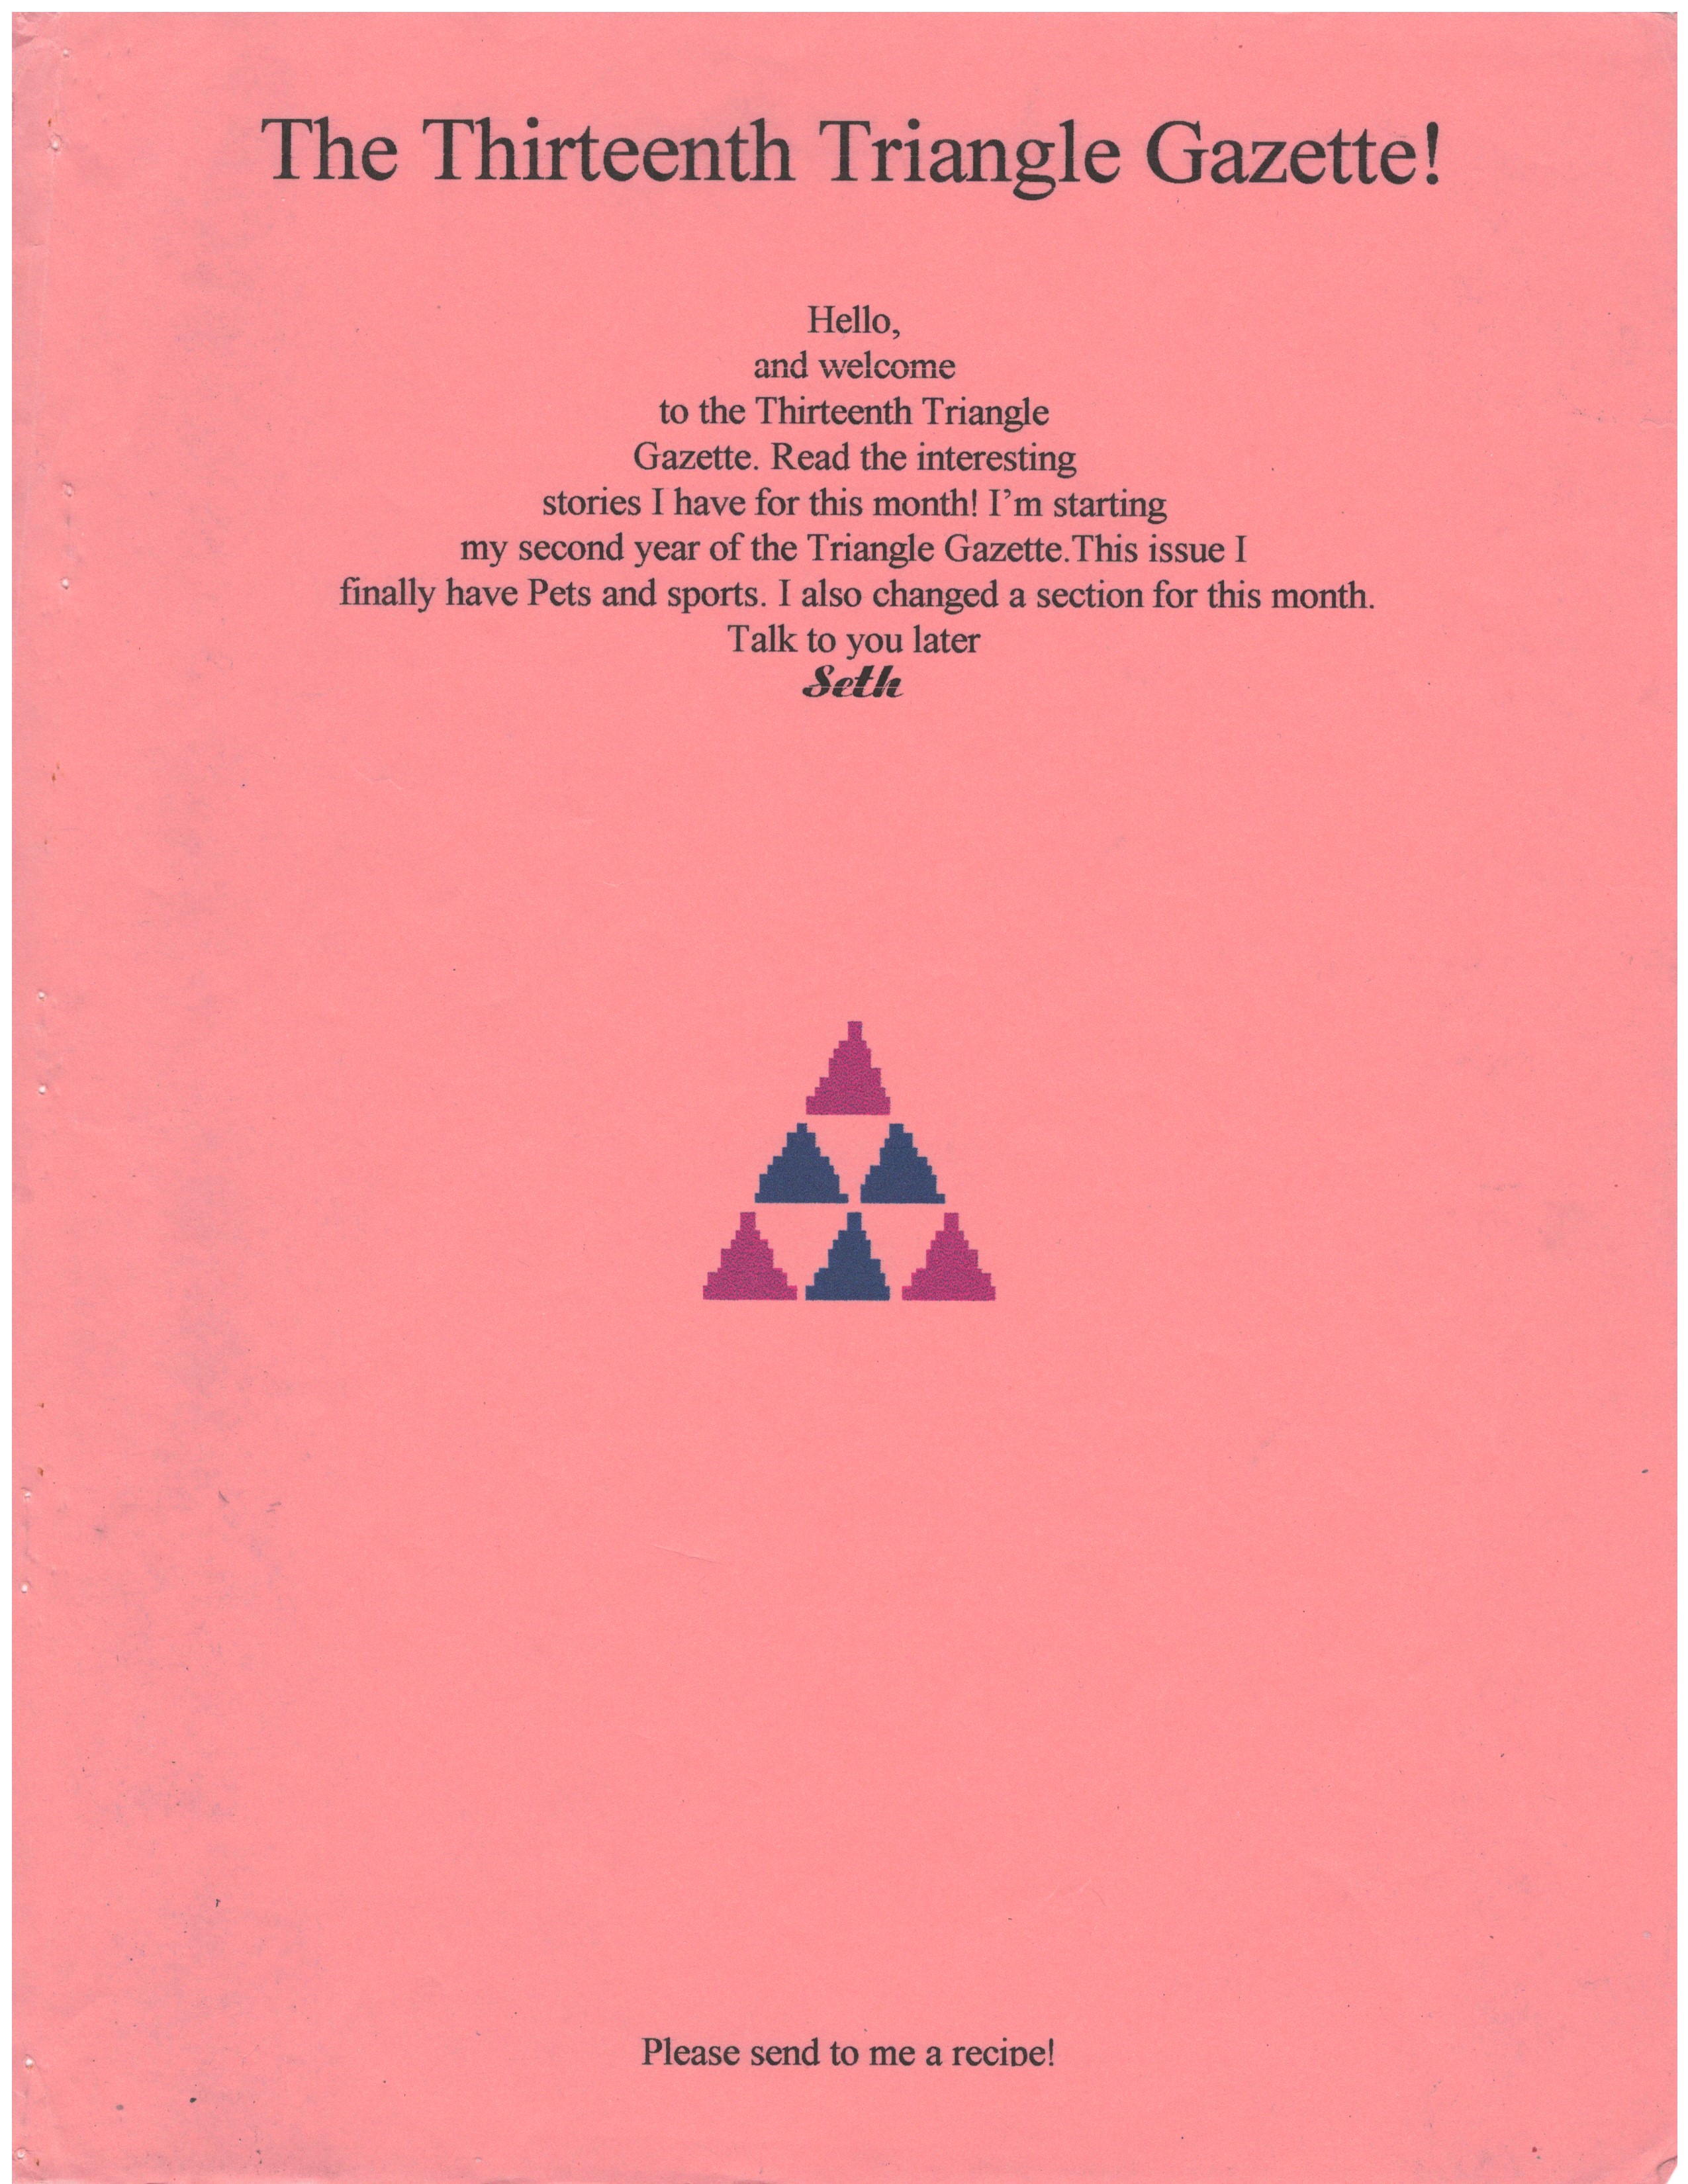 The Thirteenth Triangle Gazette!
Hello,
and welcome
to the Thirteenth Triangle
Gazette. Read the interesting
stories I have for this month! I'm starting
my second year of the Triangle Gazette.This issue I
finally have Pets and sports. I also changed a section for this month.
Talk to you later
Seth
Please send to me a recipe!